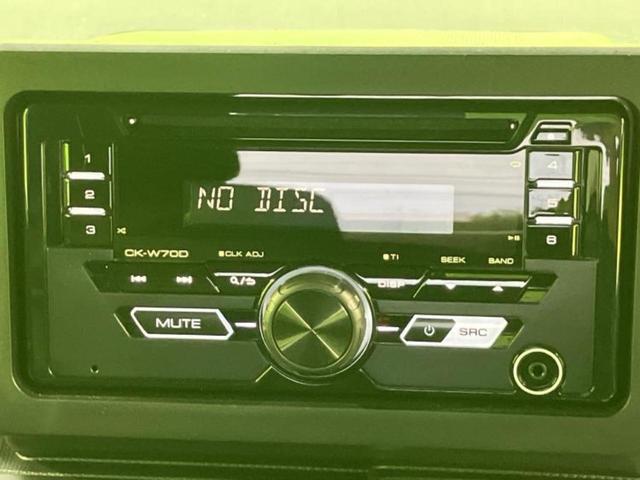 1
2
3
4
5
6
NO DISC
CK-W70D
CLK ADJ
TI
SEEK
BAND
DISP
MUTE
SRC